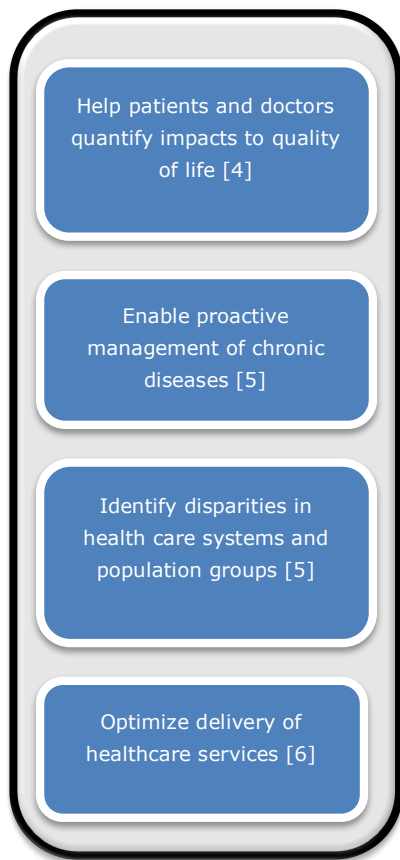 Help patients and doctors
quantify impacts to quality
of life [4]
Enable proactive
management of chronic
diseases [5]
Identify disparities in
health care systems and
population groups [5]
Optimize delivery of
healthcare services [6]